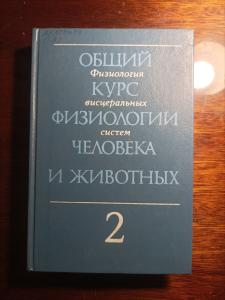 ОБЩИЙ
Физиология
КУРС
висцеральных
ФИЗИОЛОГИИ
систем
ЧЕЛОВЕКА
И ЖИВОТНЫХ
2